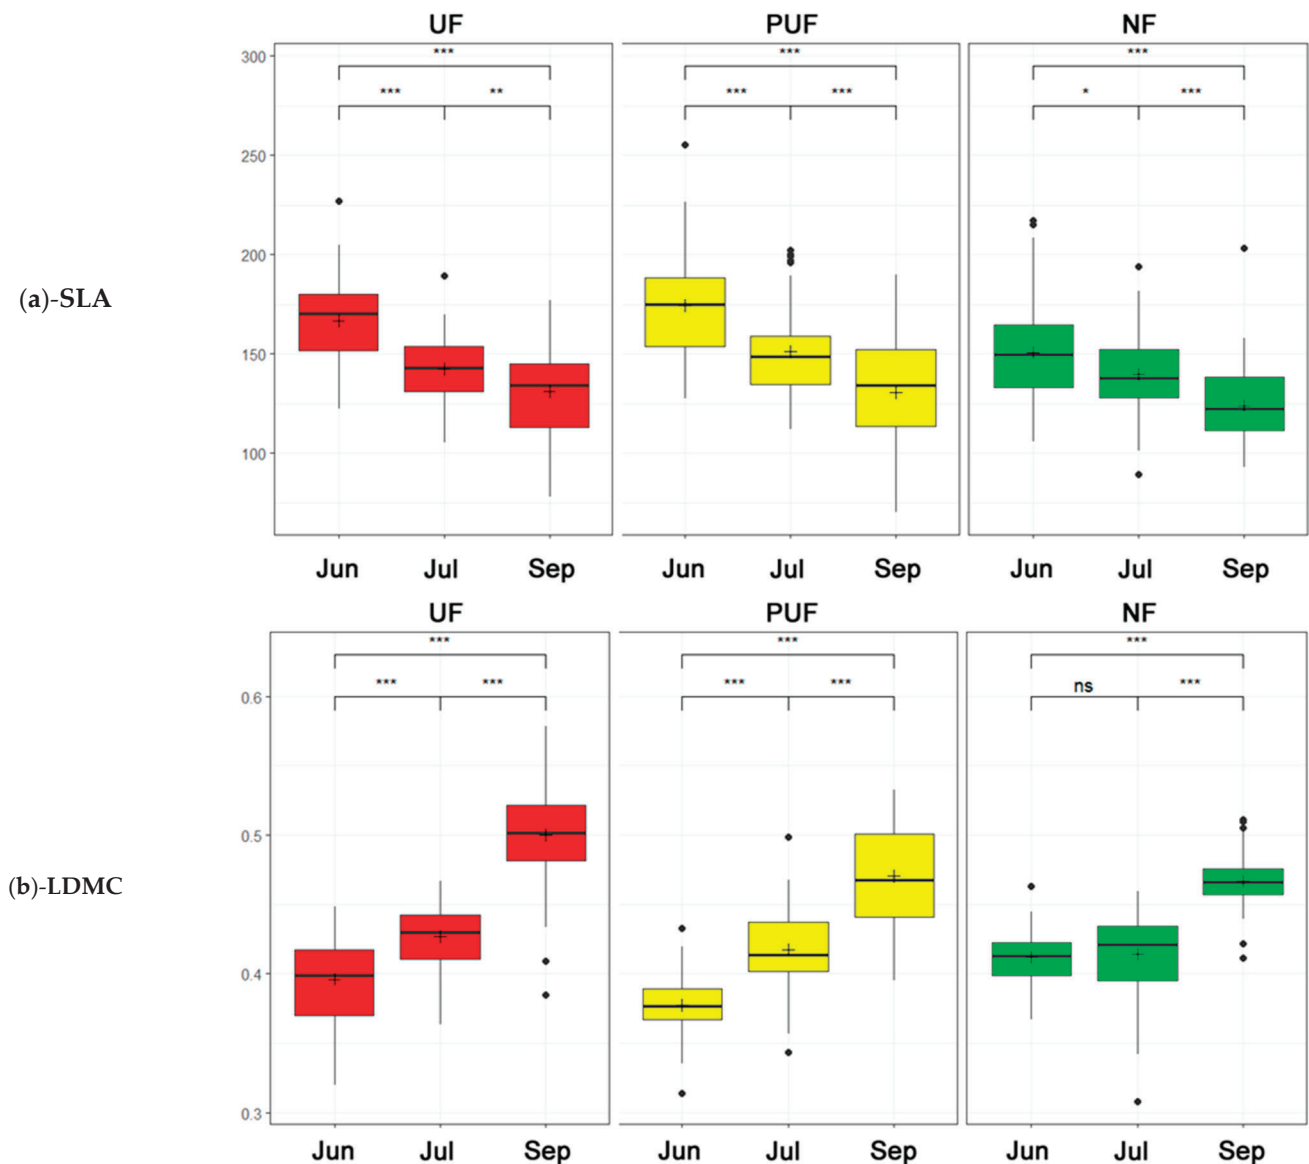 UF PUF NF
*** *** ***
300
*** ** *** *** * ***
250
200
(a)-SLA
150
100
Jun Jul Sep Jun Jul Sep Jun Jul Sep
UF PUF NF
*** *** ***
*** *** *** *** ns ***
0.6
0.5
(b)-LDMC
0.4
0.3
Jun Jul Sep Jun Jul Sep Jun Jul Sep